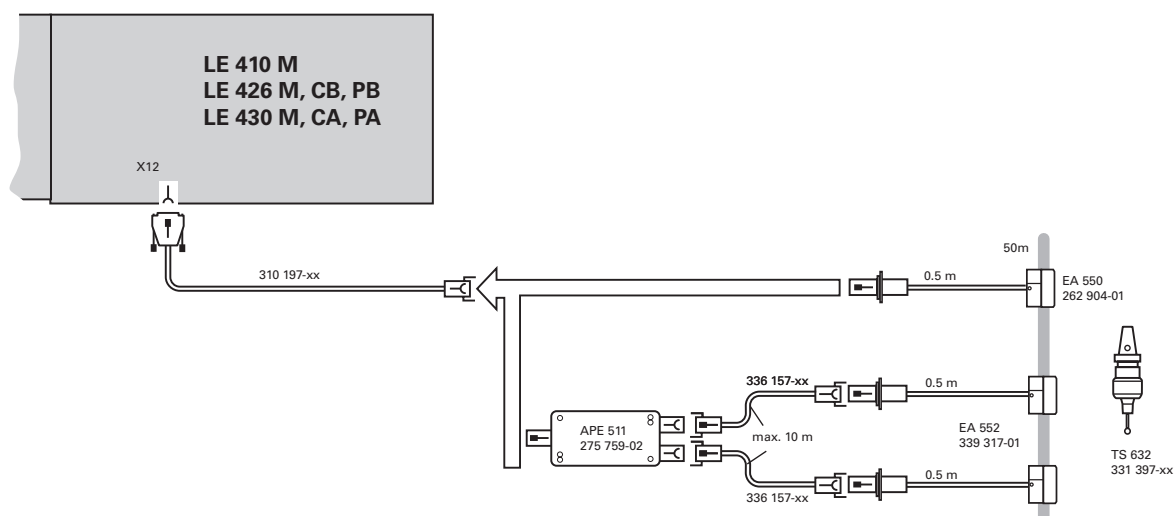 LE 410 M
LE 426 M, CB, PB
LE 430 M, CA, PA
X12
310 197-xx
50m
0.5 m
EA 550
262 904-01
336 157-xx
0.5 m
APE 511
275 759-02
max. 10 m
EA 552
339 317-01
TS 632
331 397-xx
0.5 m
336 157-xx